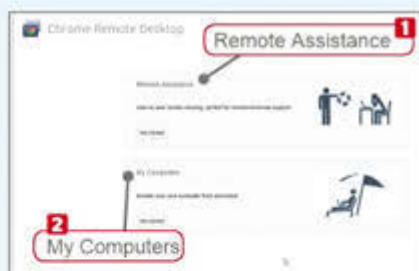 Chrome Remote Desktop
1
Remote Assistance
Remote Assistance
Get Started
My Computers
Get Started
2
My Computers